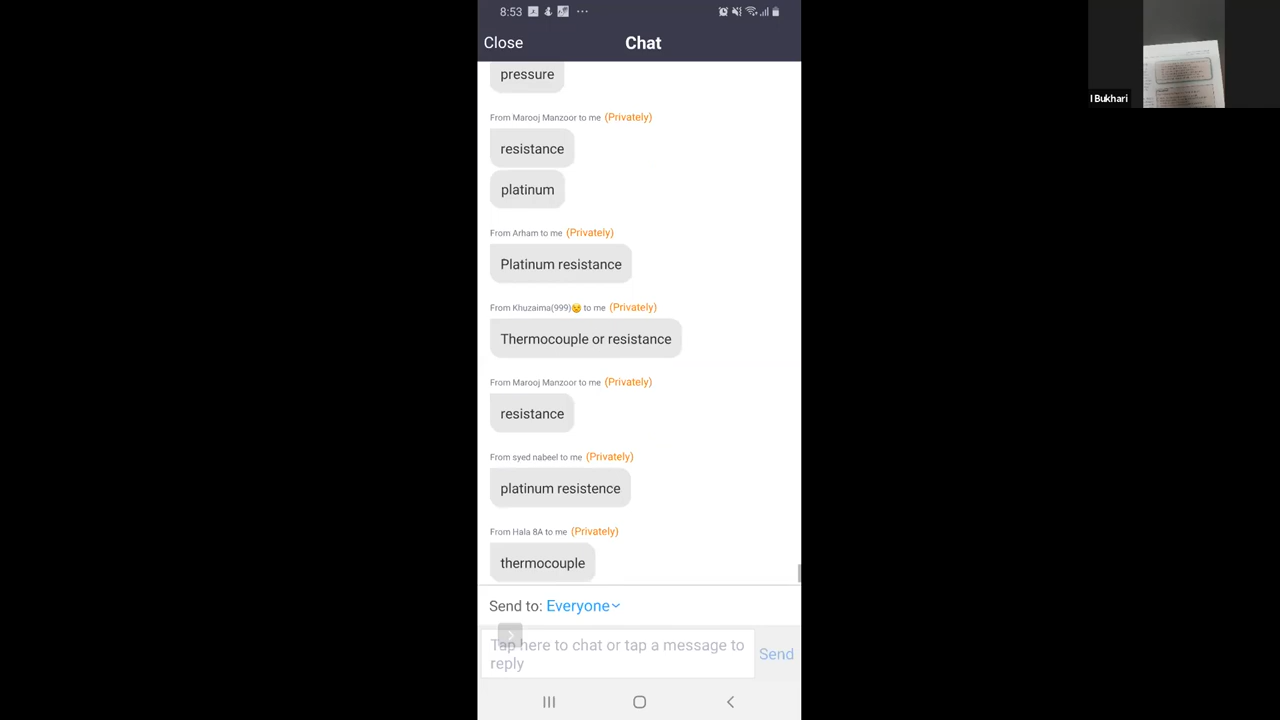 8:53
Close
Chat
pressure
From Marooj Manzoor to me (Privately)
resistance
platinum
From Arham to me (Privately)
Platinum resistance
From Khuzaima(999)😒 to me (Privately)
Thermocouple or resistance
From Marooj Manzoor to me (Privately)
resistance
From syed nabeel to me (Privately)
platinum resistence
From Hala 8A to me (Privately)
thermocouple
Send to: Everyone
Tap here to chat or tap a message to
reply
Send
I Bukhari